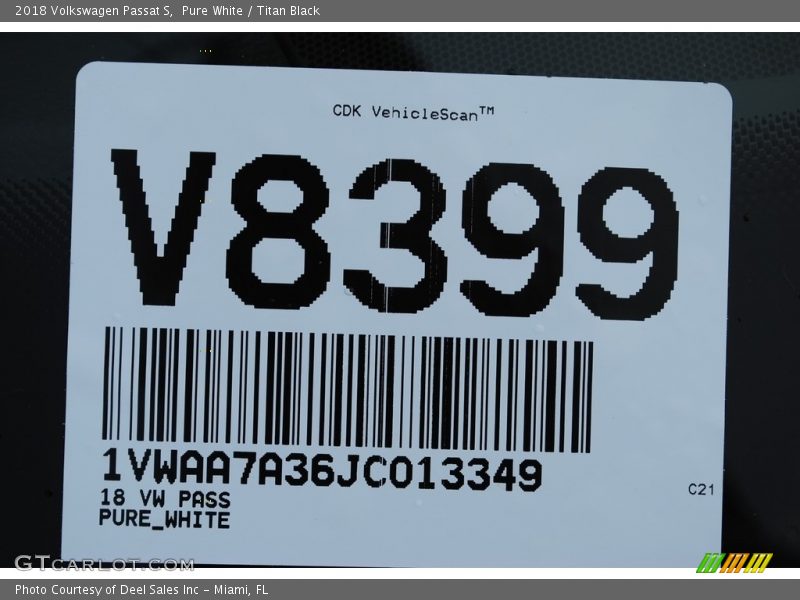 2018 Volkswagen Passat S,  Pure White / Titan Black
CDK VehicleScan™
V8399
1VWAA7A36JC013349
18 VW PASS
PURE_WHITE
C21
GTCARLOT.COM
Photo Courtesy of Deel Sales Inc - Miami, FL